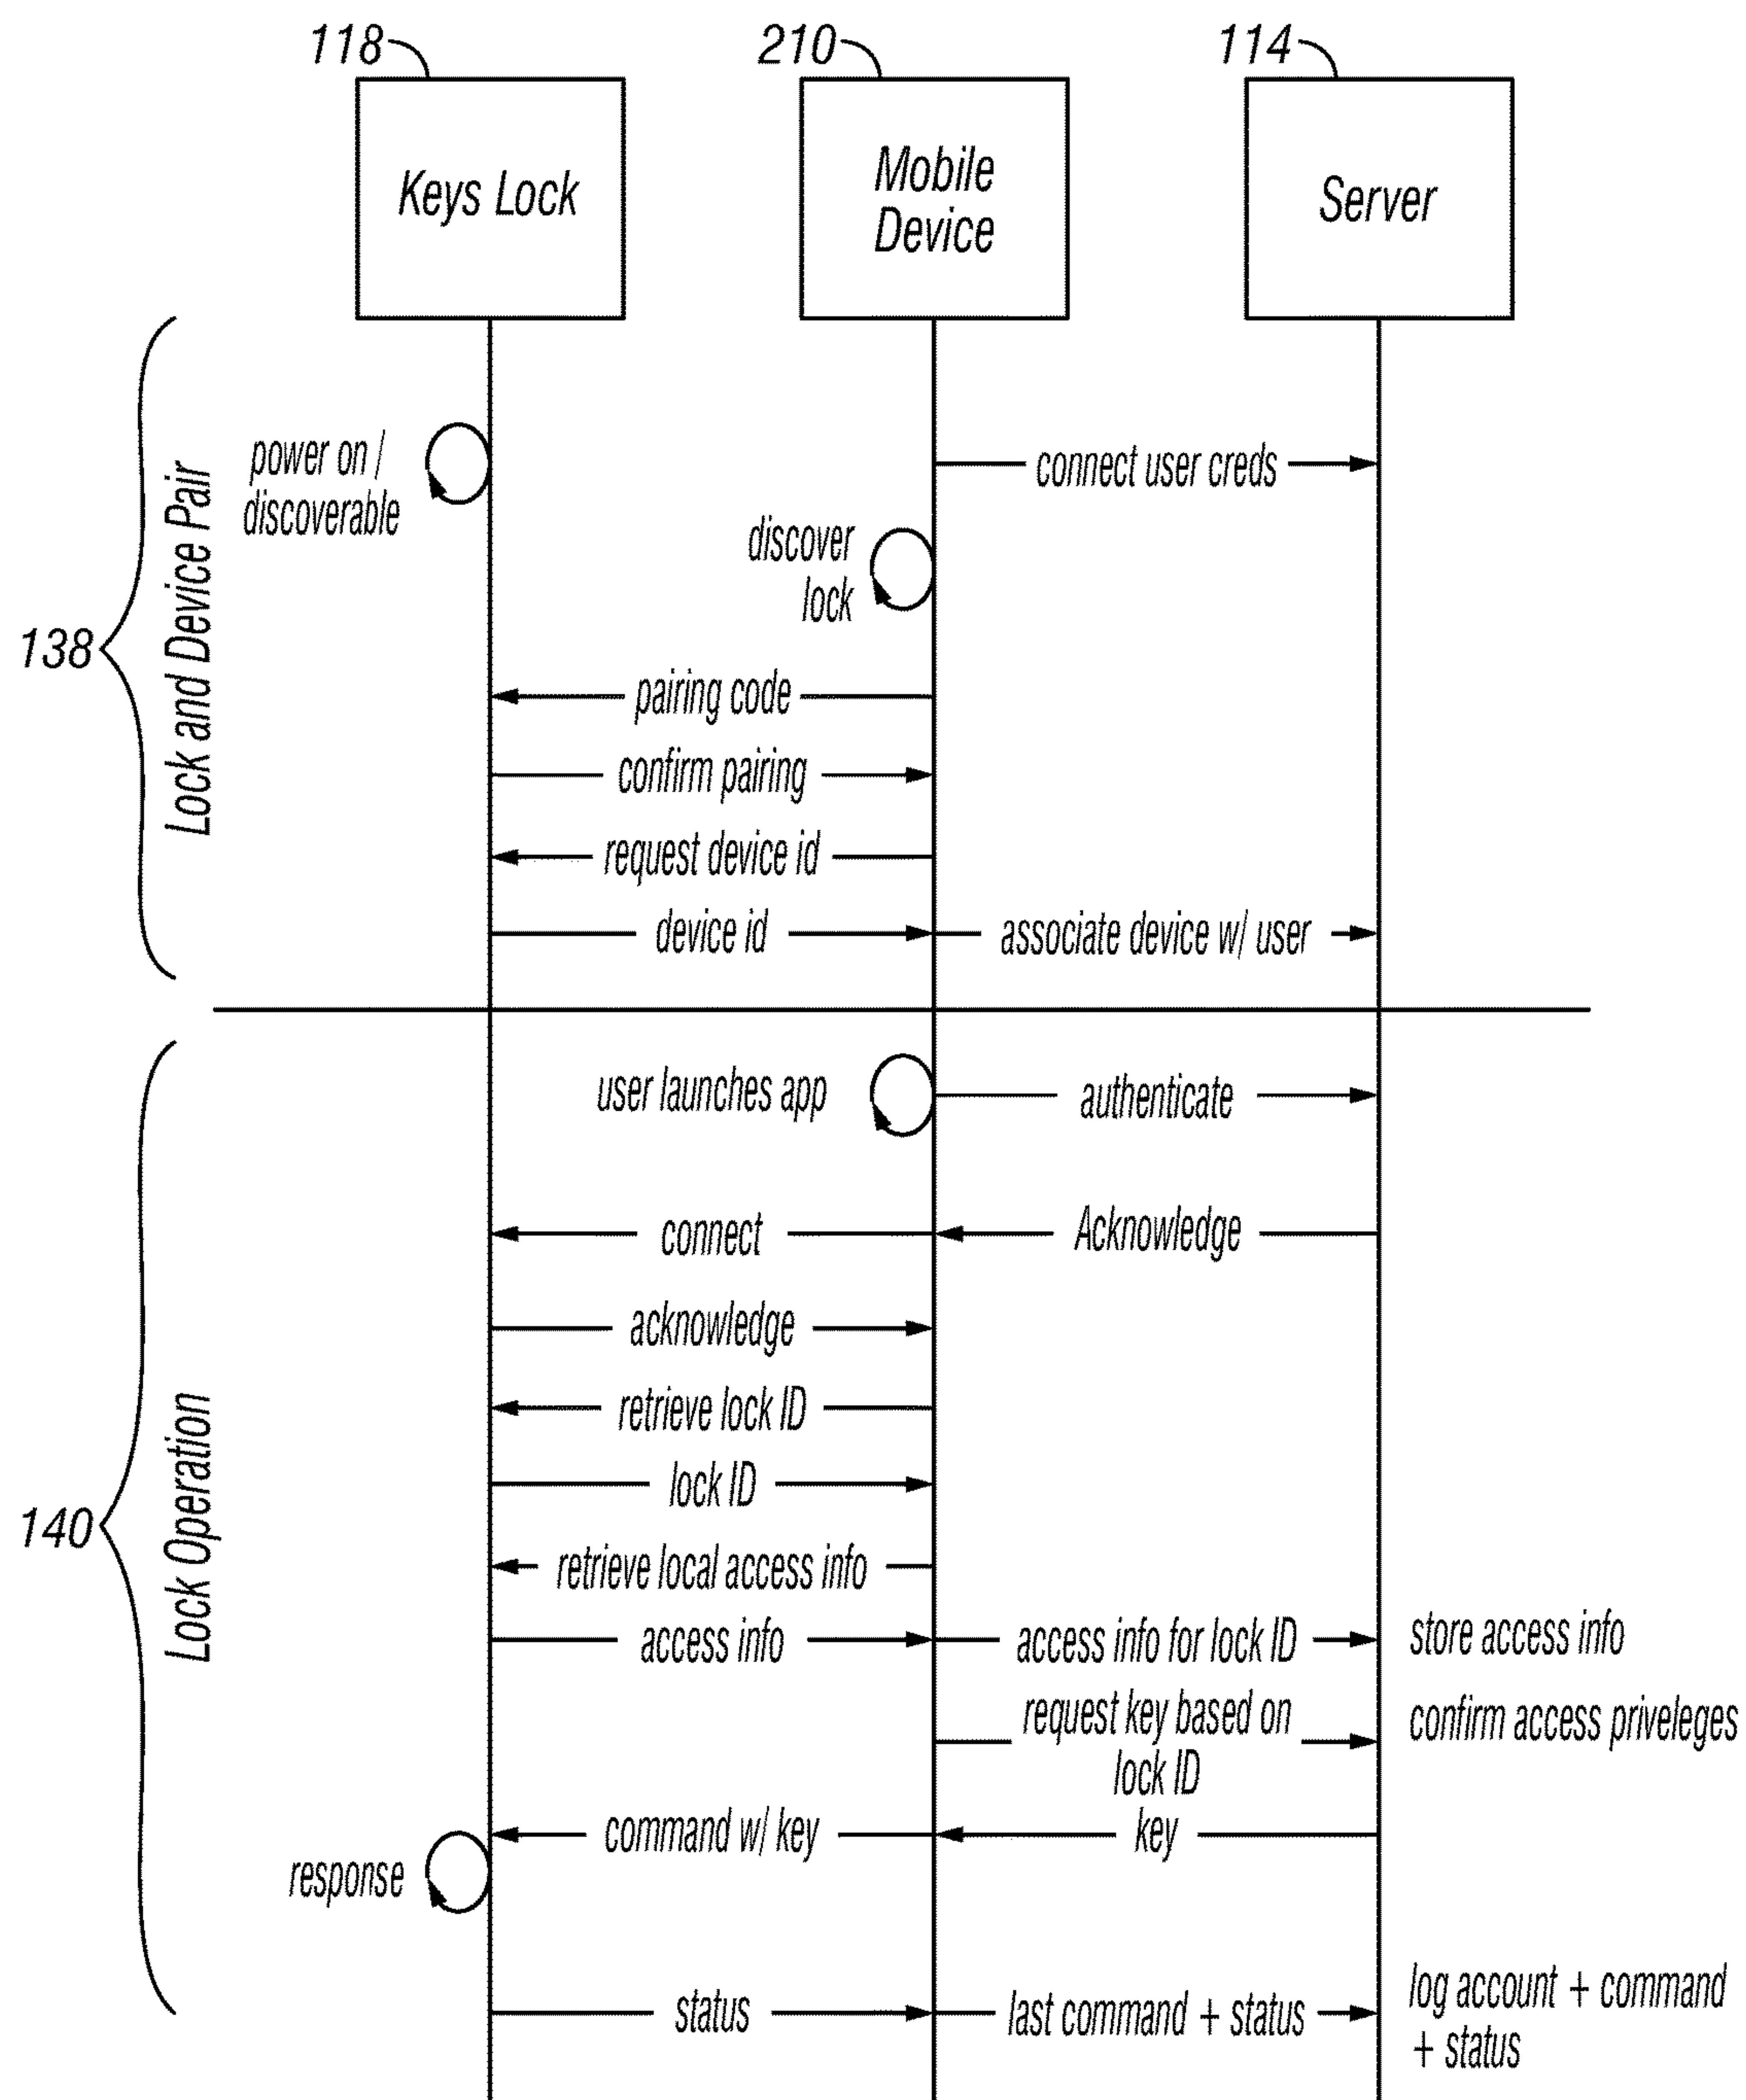 118
210
114
Keys Lock
Mobile
Device
Server
138
Lock and Device Pair
power on /
discoverable
connect user creds
discover
lock
pairing code
confirm pairing
request device id
device id
associate device w/ user
140
Lock Operation
user launches app
authenticate
connect
Acknowledge
acknowledge
retrieve lock ID
lock ID
retrieve local access info
access info
access info for lock ID
store access info
request key based on
lock ID
confirm access priveleges
command w/ key
key
response
status
last command + status
log account + command
+ status